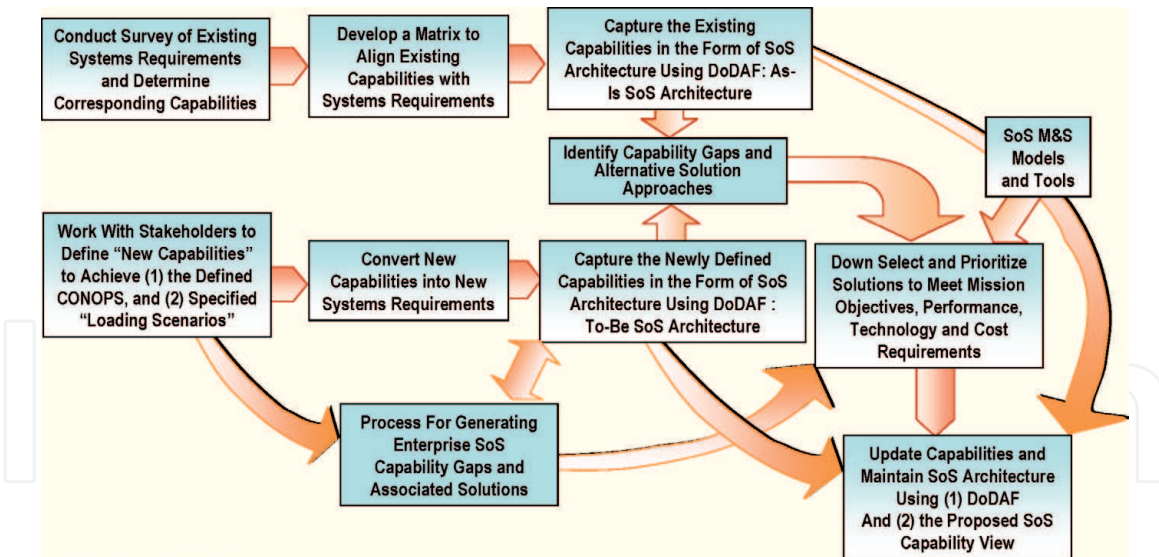 Conduct Survey of Existing
Systems Requirements
and Determine
Corresponding Capabilities
Develop a Matrix to
Align Existing
Capabilities with
Systems Requirements
Capture the Existing
Capabilities in the Form of SoS
Architecture Using DoDAF: As-
Is SoS Architecture
SoS M&S
Models
and Tools
Identify Capability Gaps and
Alternative Solution
Approaches
Work With Stakeholders to
Define “New Capabilities”
to Achieve (1) the Defined
CONOPS, and (2) Specified
“Loading Scenarios”
Convert New
Capabilities into New
Systems Requirements
Capture the Newly Defined
Capabilities in the Form of SoS
Architecture Using DoDAF :
To-Be SoS Architecture
Down Select and Prioritize
Solutions to Meet Mission
Objectives, Performance,
Technology and Cost
Requirements
Process For Generating
Enterprise SoS
Capability Gaps and
Associated Solutions
Update Capabilities and
Maintain SoS Architecture
Using (1) DoDAF
And (2) the Proposed SoS
Capability View